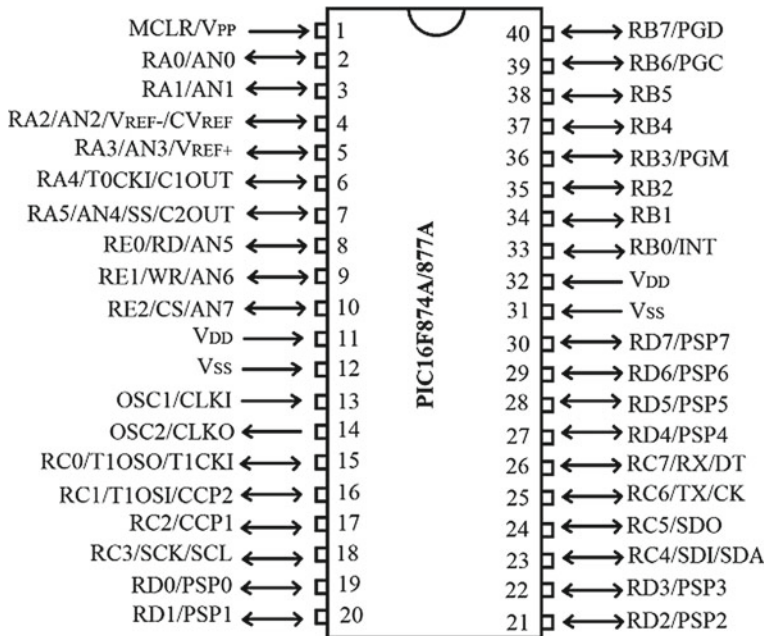 MCLR/VPP 1 40 RB7/PGD
RA0/AN0 2 39 RB6/PGC
RA1/AN1 3 38 RB5
RA2/AN2/VREF-/CVREF 4 37 RB4
RA3/AN3/VREF+ 5 36 RB3/PGM
RA4/T0CKI/C1OUT 6 35 RB2
RA5/AN4/SS/C2OUT 7 34 RB1
RE0/RD/AN5 8 33 RB0/INT
RE1/WR/AN6 9 32 VDD
RE2/CS/AN7 10 31 VSS
VDD 11 30 RD7/PSP7
VSS 12 29 RD6/PSP6
OSC1/CLKI 13 28 RD5/PSP5
OSC2/CLKO 14 27 RD4/PSP4
RC0/T1OSO/T1CKI 15 26 RC7/RX/DT
RC1/T1OSI/CCP2 16 25 RC6/TX/CK
RC2/CCP1 17 24 RC5/SDO
RC3/SCK/SCL 18 23 RC4/SDI/SDA
RD0/PSP0 19 22 RD3/PSP3
RD1/PSP1 20 21 RD2/PSP2
PIC16F874A/877A